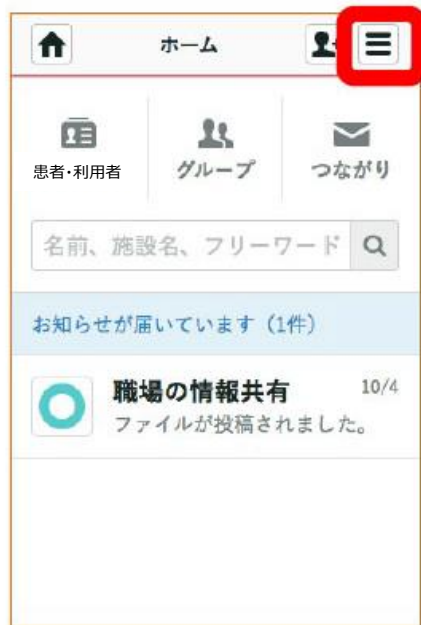 ホーム
患者・利用者
グループ
つながり
名前、施設名、フリーワード
お知らせが届いています（1件）
職場の情報共有 10/4
ファイルが投稿されました。